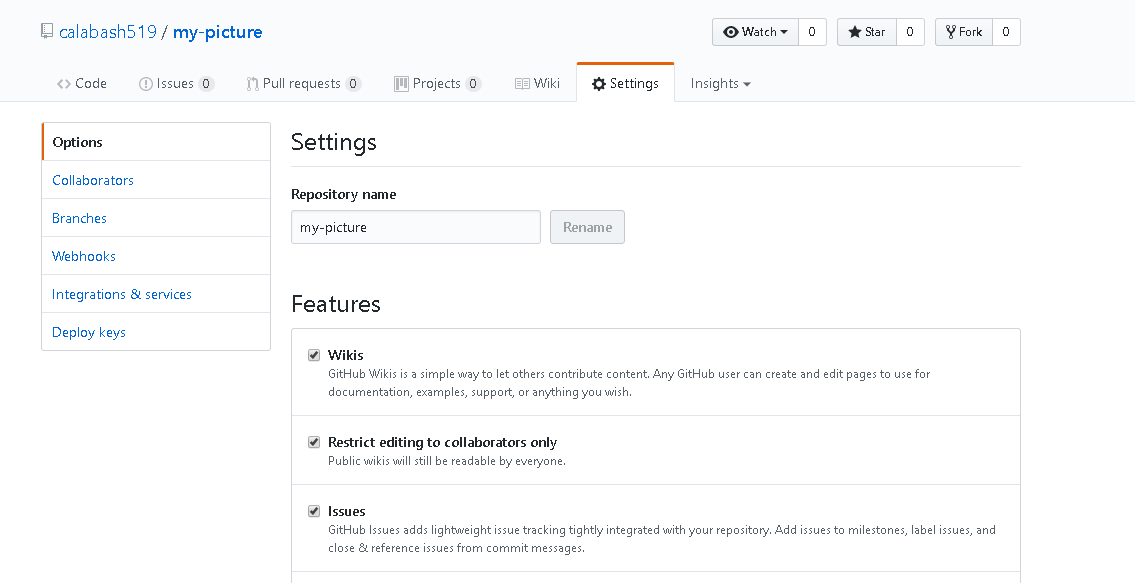 calabash519 / my-picture
Watch 0 Star 0 Fork 0
Code Issues 0 Pull requests 0 Projects 0 Wiki Settings Insights
Options
Collaborators
Branches
Webhooks
Integrations & services
Deploy keys
Settings
Repository name
my-picture Rename
Features
Wikis
GitHub Wikis is a simple way to let others contribute content. Any GitHub user can create and edit pages to use for
documentation, examples, support, or anything you wish.
Restrict editing to collaborators only
Public wikis will still be readable by everyone.
Issues
GitHub Issues adds lightweight issue tracking tightly integrated with your repository. Add issues to milestones, label issues, and
close & reference issues from commit messages.